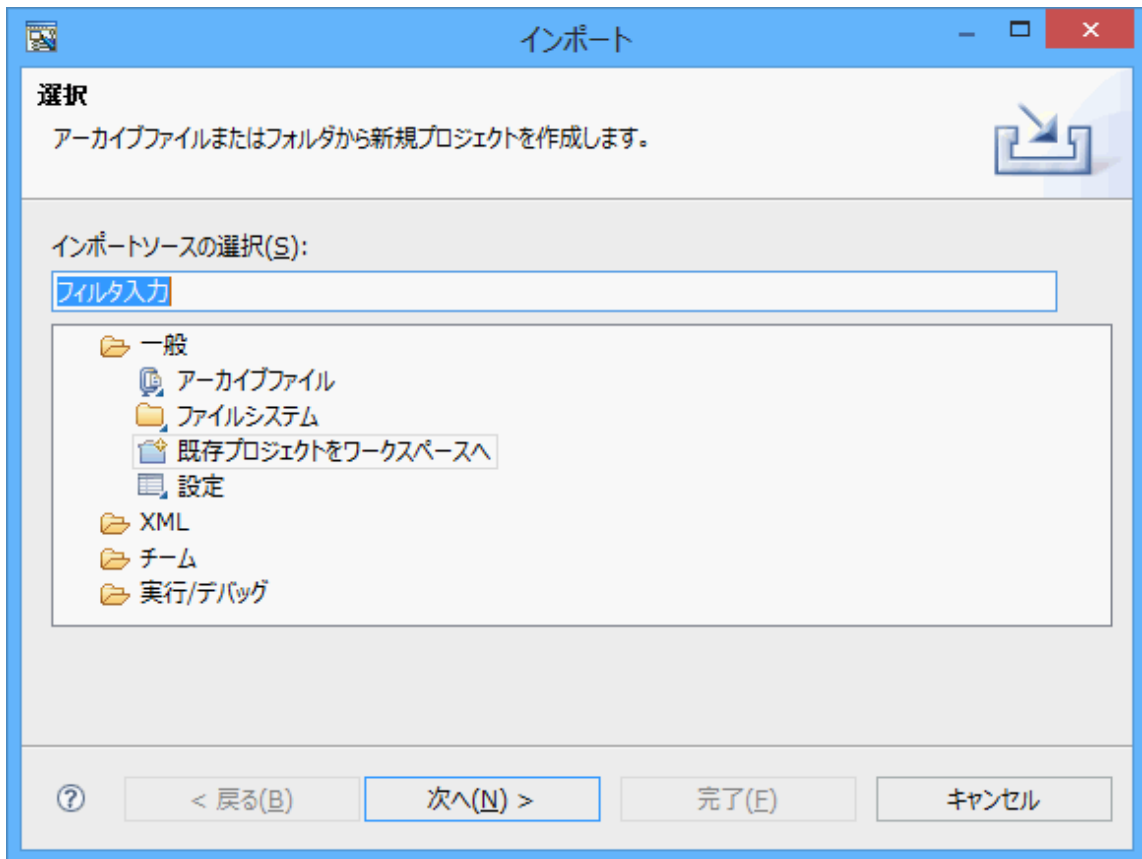 インポート
選択
アーカイブファイルまたはフォルダから新規プロジェクトを作成します。
インポートソースの選択(S):
フィルタ入力
一般
アーカイブファイル
ファイルシステム
既存プロジェクトをワークスペースへ
設定
XML
チーム
実行/デバッグ
< 戻る(B)
次へ(N) >
完了(F)
キャンセル